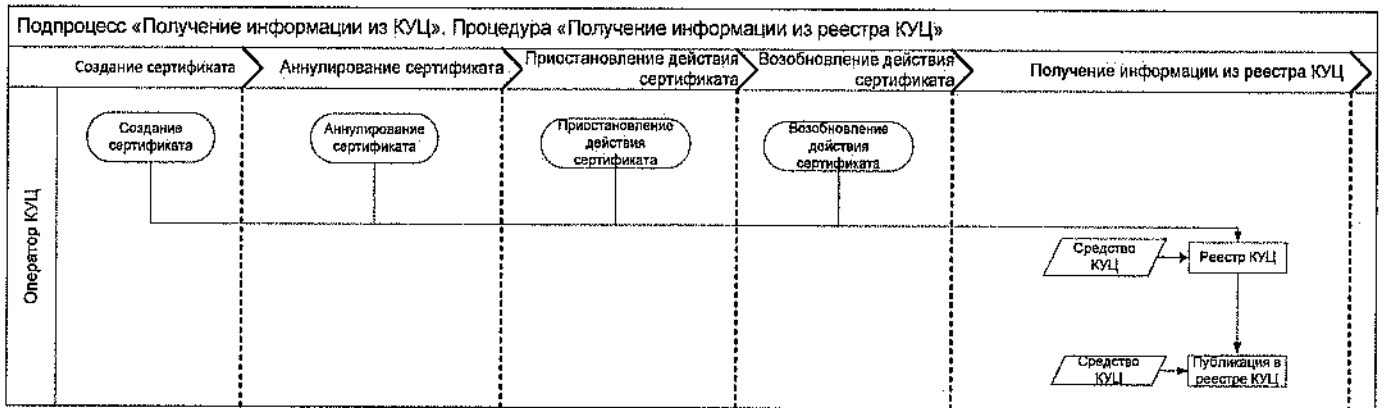 Подпроцесс «Получение информации из КУЦ». Процедура «Получение информации из реестра КУЦ»
Создание сертификата
Аннулирование сертификата
Приостановление действия
сертификата
Возобновление действия
сертификата
Получение информации из реестра КУЦ
Оператор КУЦ
Создание
сертификата
Аннулирование
сертификата
Приостановление
действия
сертификата
Возобновление
действия
сертификата
Средство
КУЦ
Реестр КУЦ
Средство
КУЦ
Публикация в
реестре КУЦ